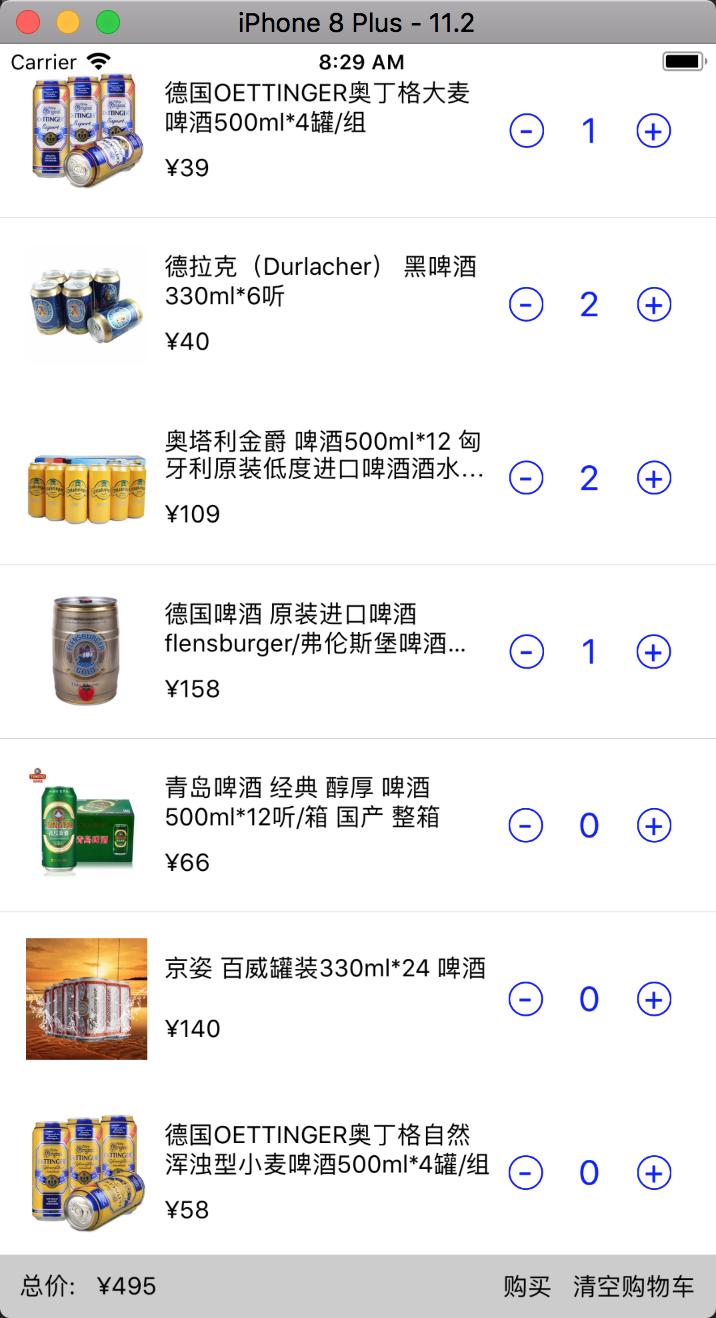 iPhone 8 Plus - 11.2
Carrier 8:29 AM
德国OETTINGER奥丁格大麦
啤酒500ml*4罐/组
¥39
1
德拉克（Durlacher） 黑啤酒
330ml*6听
¥40
2
奥塔利金爵 啤酒500ml*12 匈
牙利原装低度进口啤酒酒水…
¥109
2
德国啤酒 原装进口啤酒
flensburger/弗伦斯堡啤酒...
¥158
1
青岛啤酒 经典 醇厚 啤酒
500ml*12听/箱 国产 整箱
¥66
0
京姿 百威罐装330ml*24 啤酒
¥140
0
德国OETTINGER奥丁格自然
浑浊型小麦啤酒500ml*4罐/组
¥58
0
总价: ¥495 购买 清空购物车